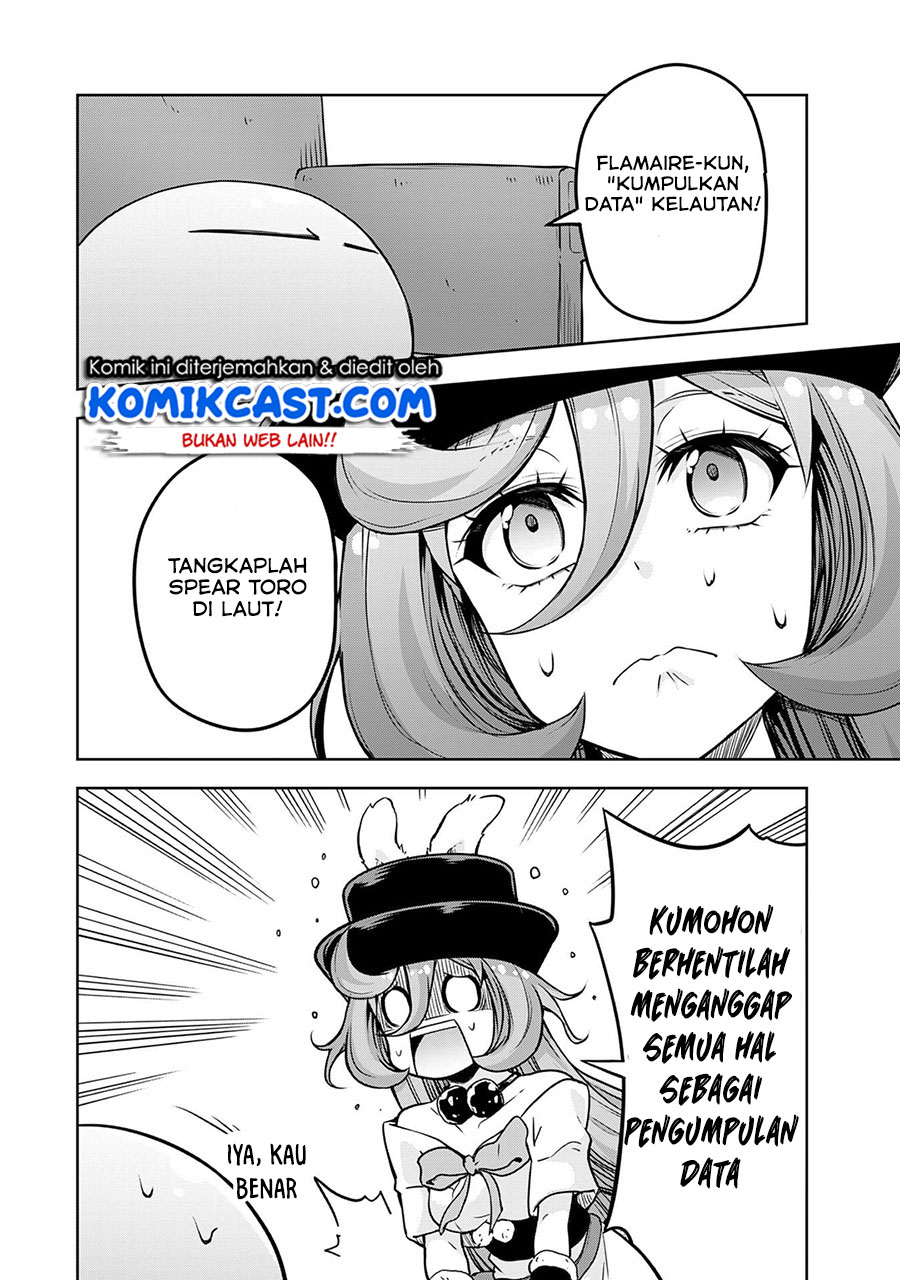 FLAMAIRE-KUN,
"KUMPULKAN
DATA" KELAUTAN!
Komik ini diterjemahkan & diedit oleh
KOMIKCAST.COM
BUKAN WEB LAIN!!
TANGKAPLAH
SPEAR TORO
DI LAUT!
KUMOHON
BERHENTILAH
MENGANGGAP
SEMUA HAL
SEBAGAI
PENGUMPULAN
DATA
IYA, KAU
BENAR